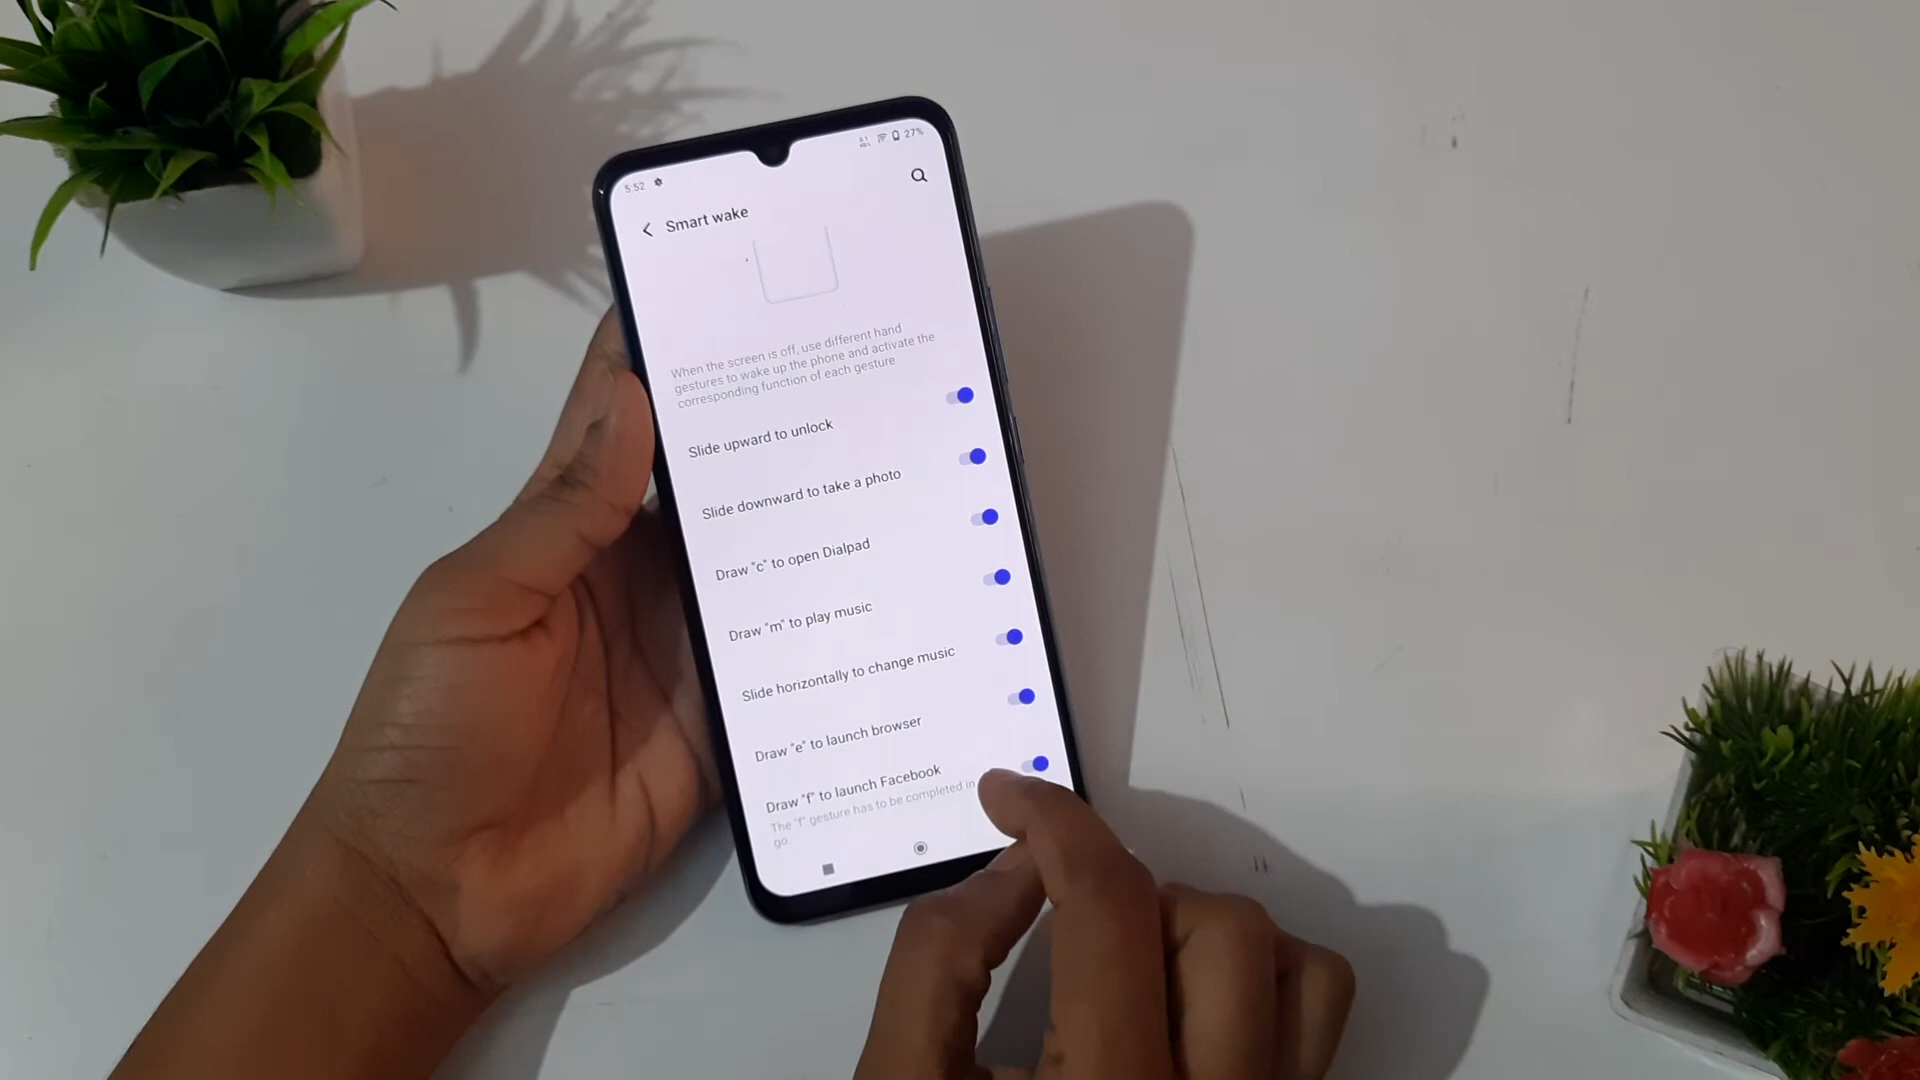 5:52
27%
Smart wake
When the screen is off, use different hand
gestures to wake up the phone and activate the
corresponding function of each gesture
Slide upward to unlock
Slide downward to take a photo
Draw "c" to open Dialpad
Draw "m" to play music
Slide horizontally to change music
Draw "e" to launch browser
Draw "f" to launch Facebook
The "f" gesture has to be completed in
go